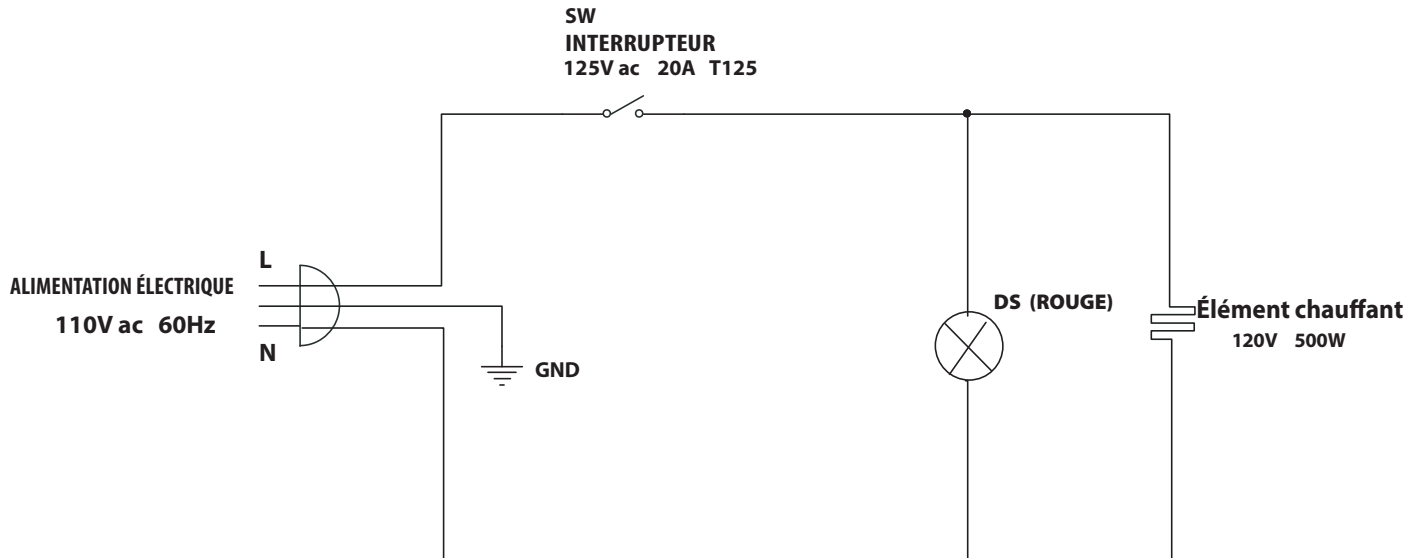 SW
INTERRUPTEUR
125V ac 20A T125
L
ALIMENTATION ÉLECTRIQUE
110V ac 60Hz
N
GND
DS (ROUGE)
Élément chauffant
120V 500W